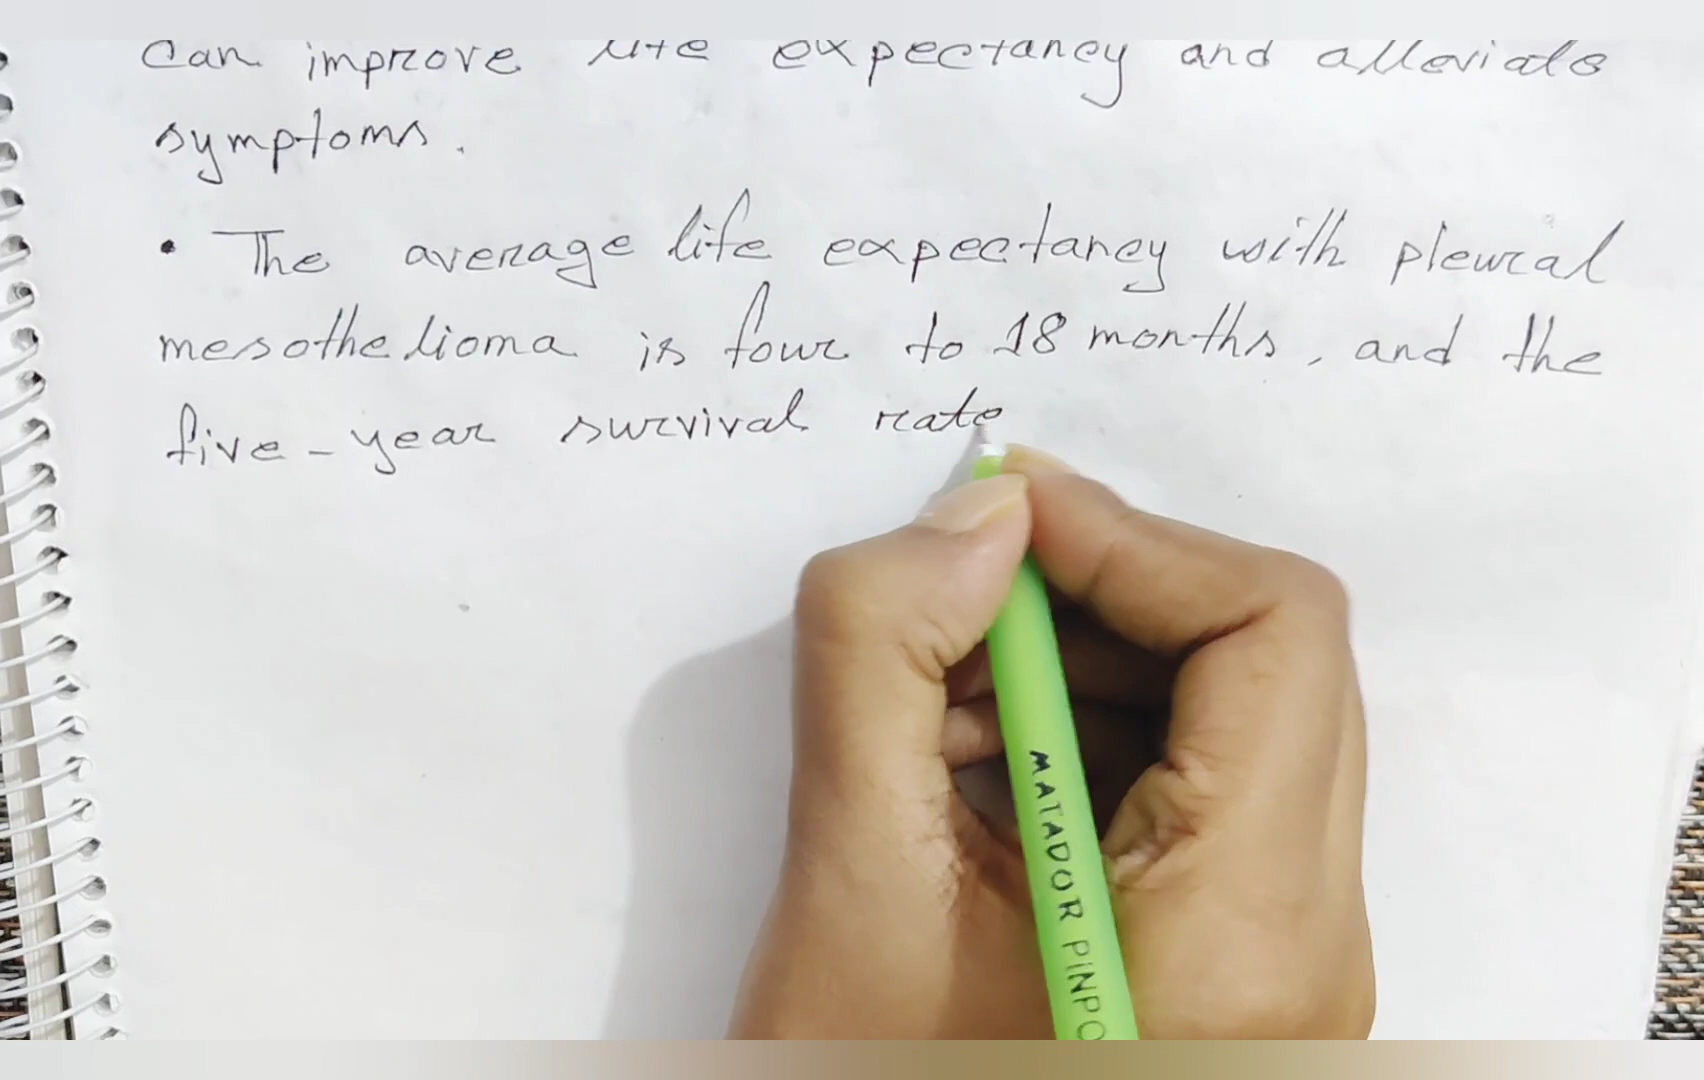 can improve life expectancy and alleviate
symptoms.
• The average life expectancy with pleural
mesothelioma is four to 18 months, and the
five-year survival rate
MATADOR PiNPO